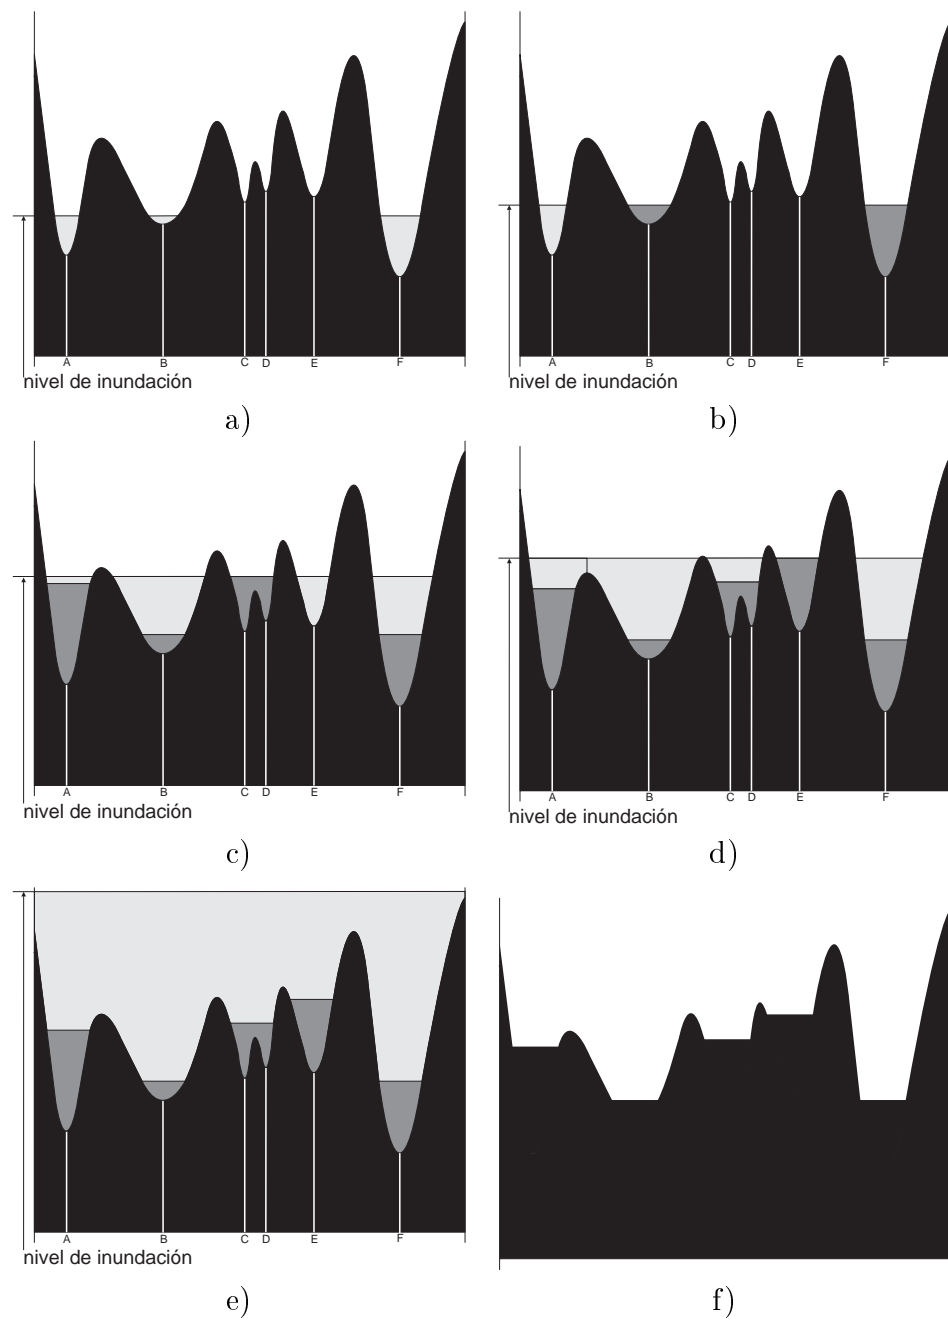 A B C D E F
nivel de inundación
a)
A B C D E F
nivel de inundación
b)
A B C D E F
nivel de inundación
c)
A B C D E F
nivel de inundación
d)
A B C D E F
nivel de inundación
e)
f)